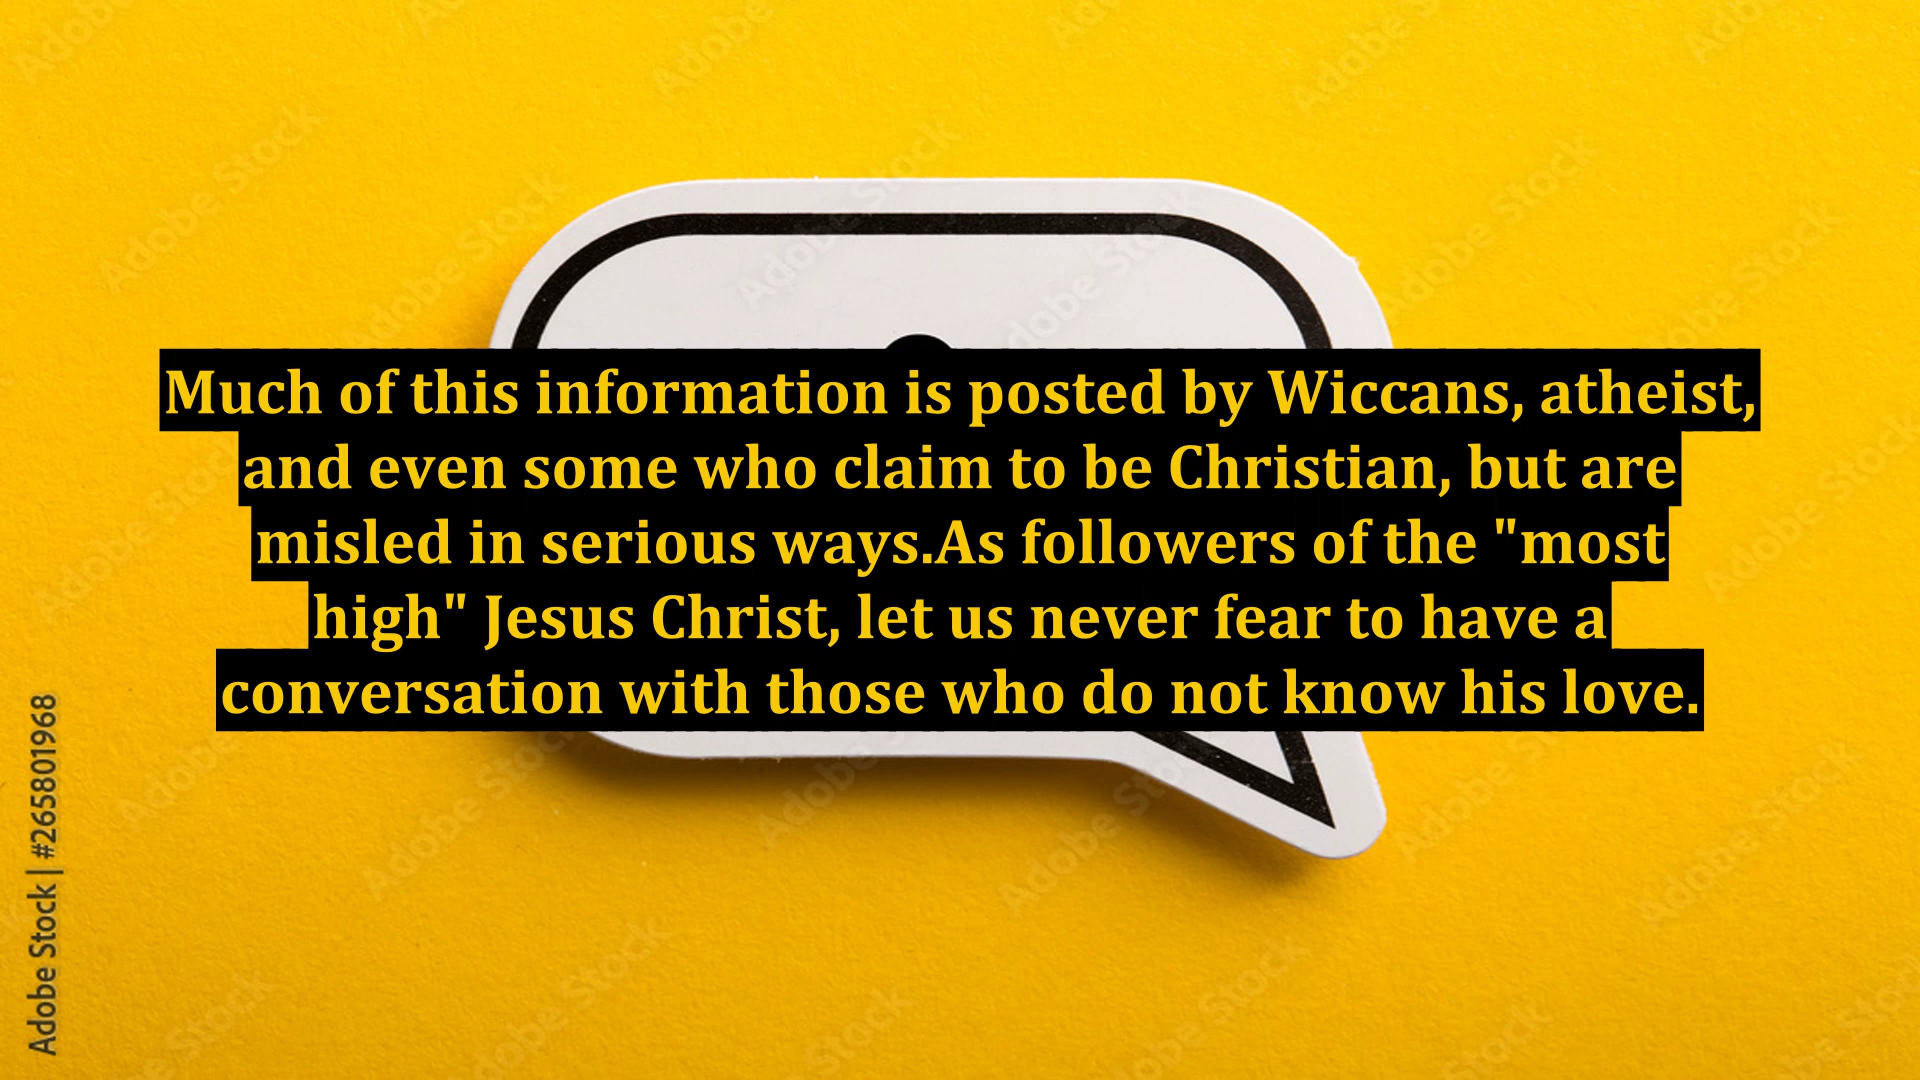 Much of this information is posted by Wiccans, atheist,
and even some who claim to be Christian, but are
misled in serious ways.As followers of the "most
high" Jesus Christ, let us never fear to have a
conversation with those who do not know his love.
Adobe Stock | #265801968